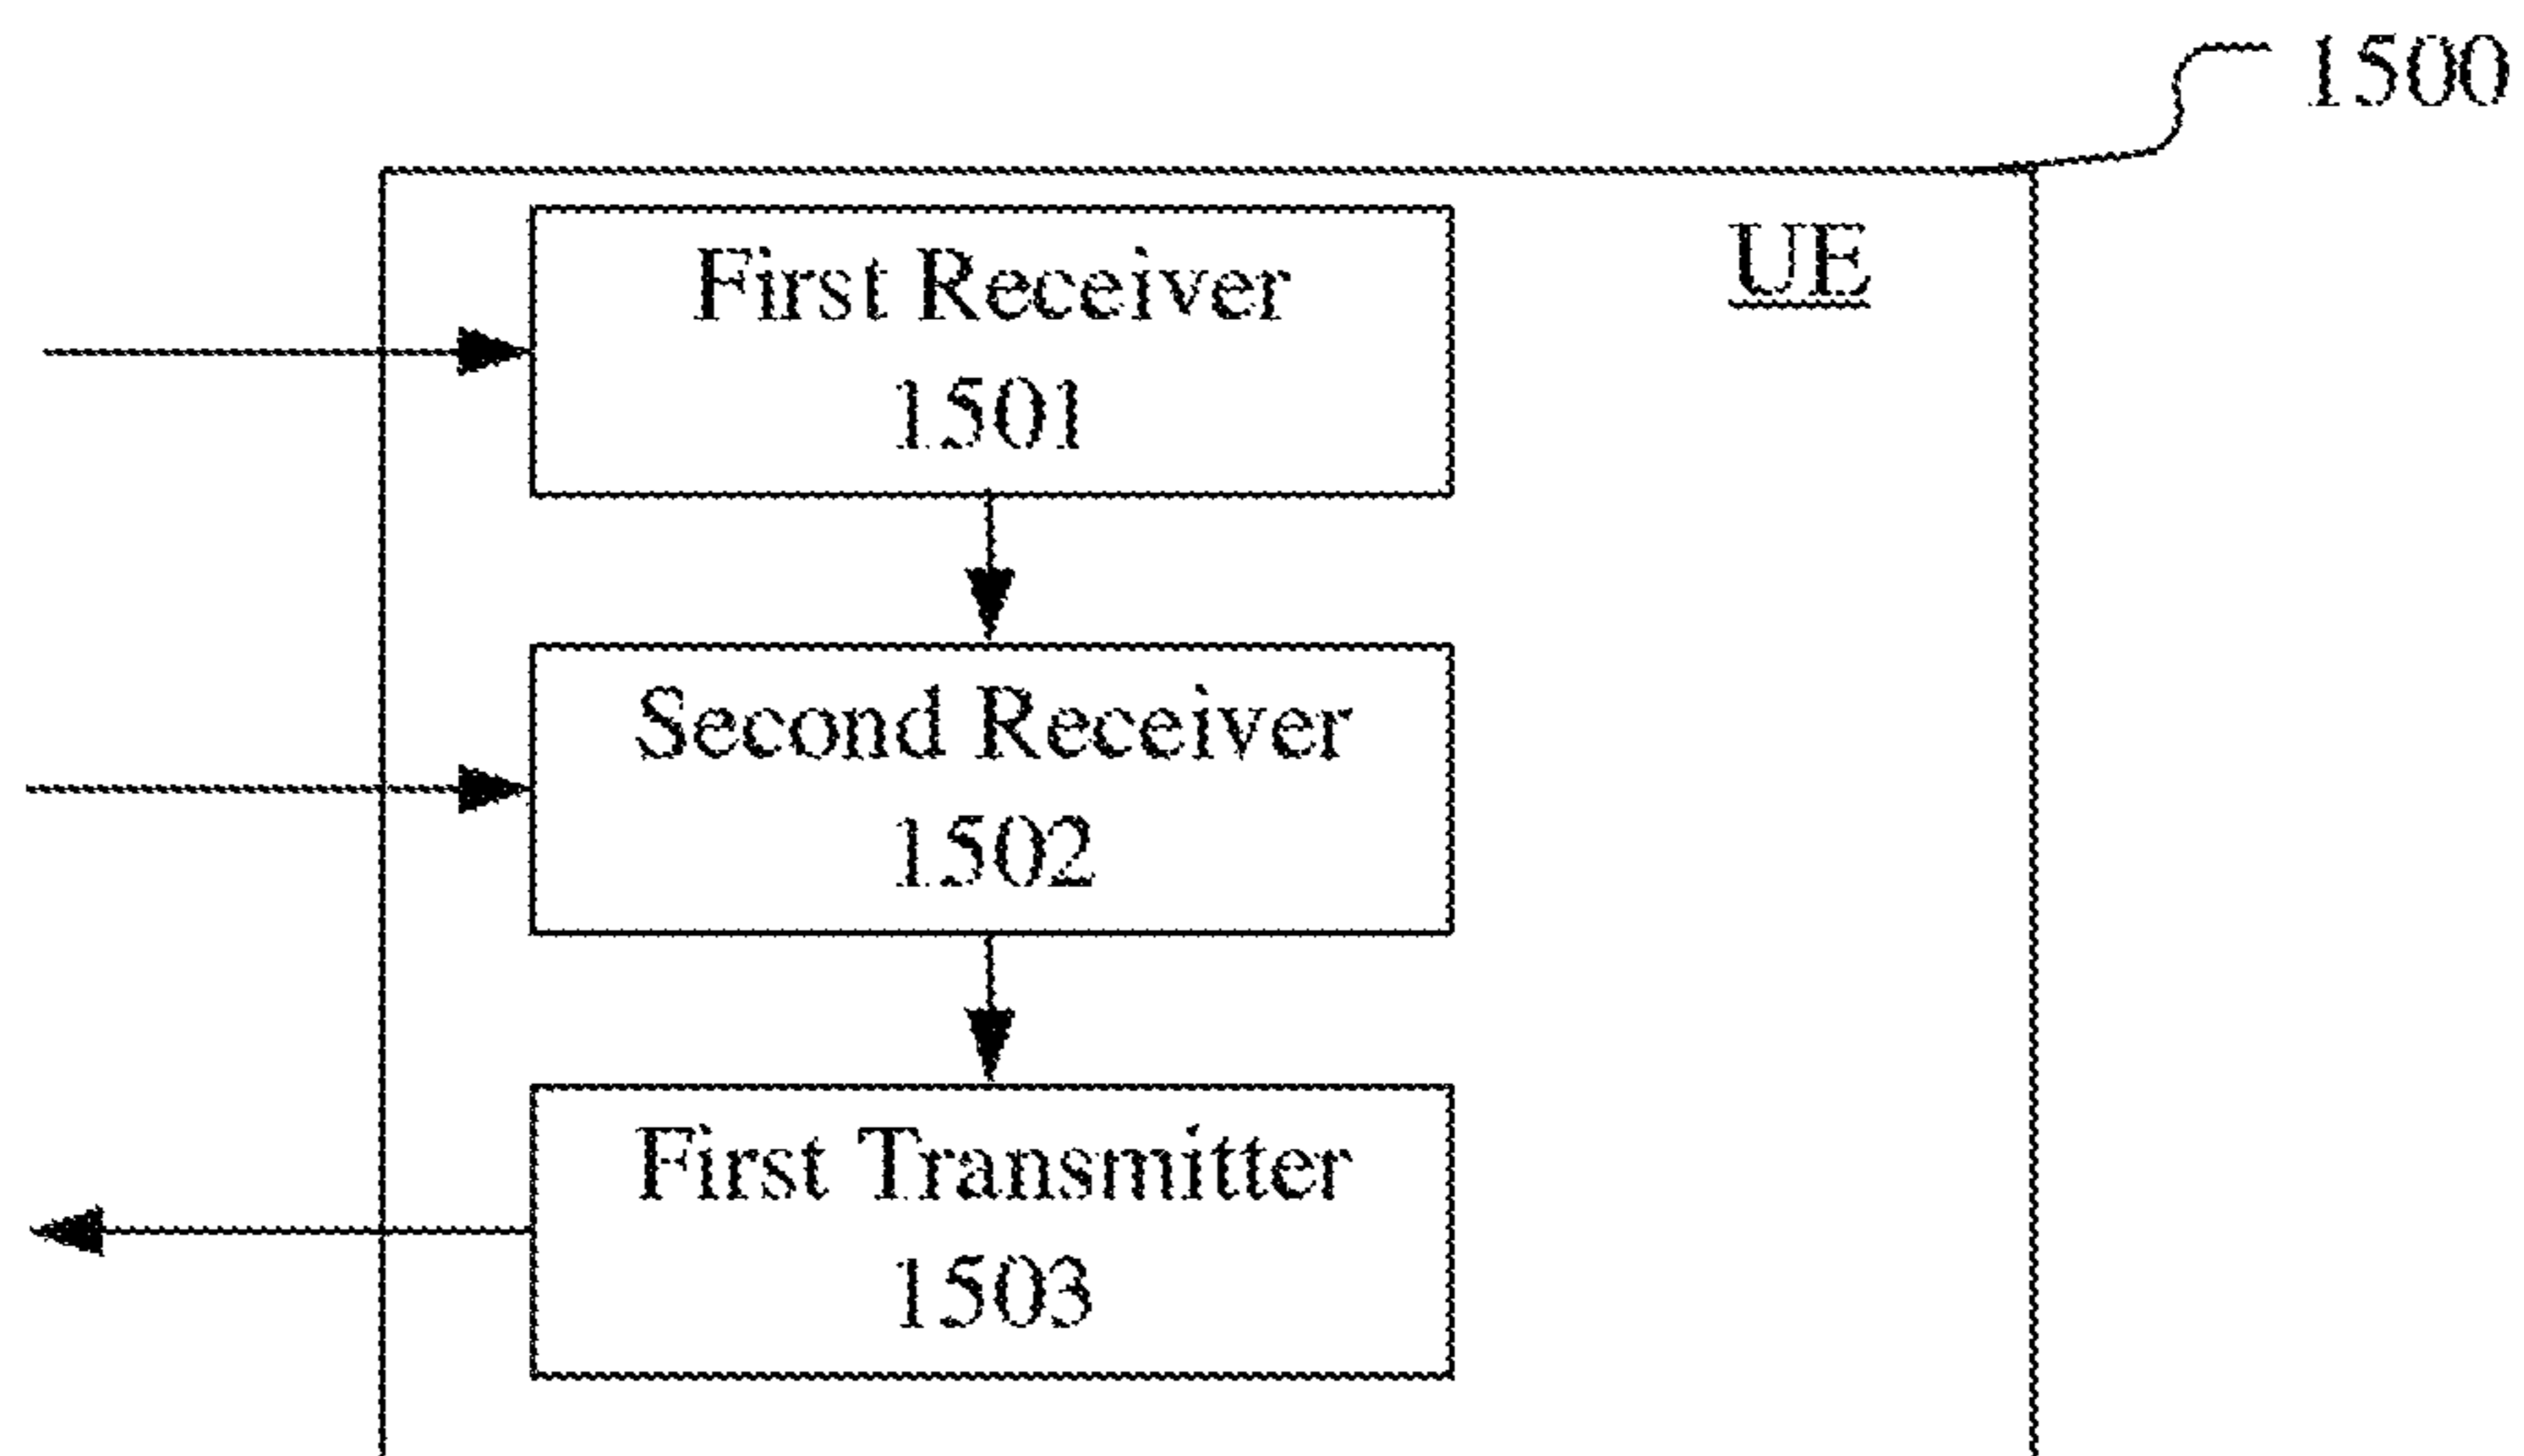 1500
UE
First Receiver
1501
Second Receiver
1502
First Transmitter
1503